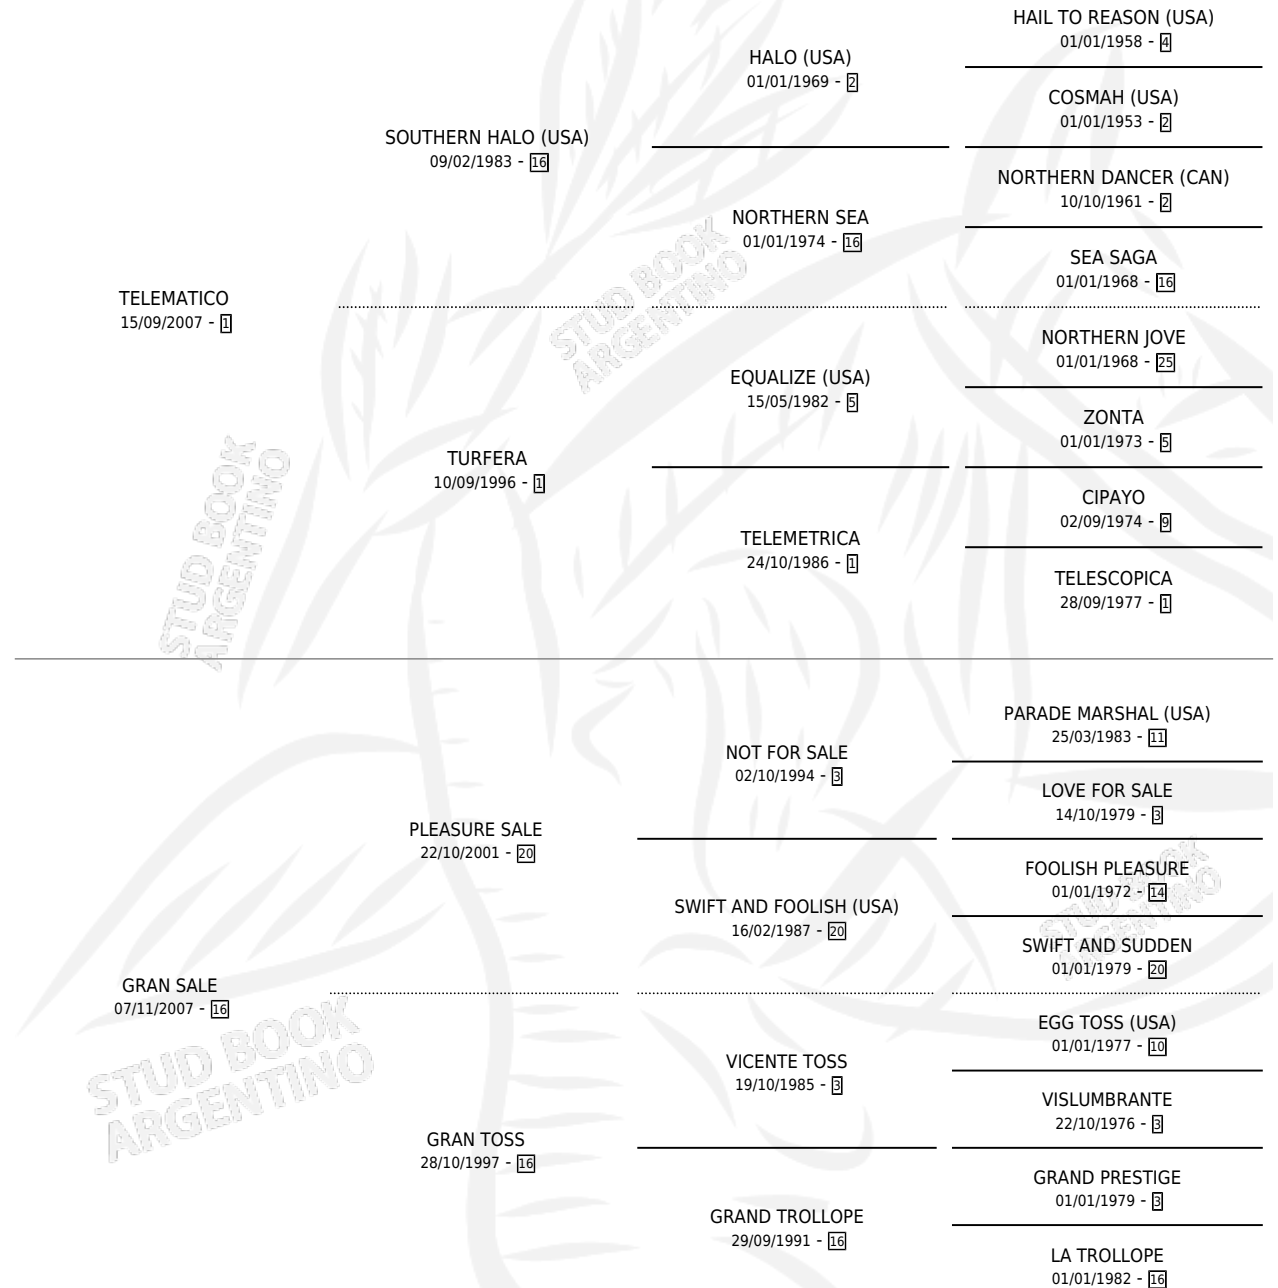 HAIL TO REASON (USA)
01/01/1958 - 4
HALO (USA)
01/01/1969 - 2
COSMAH (USA)
01/01/1953 - 2
SOUTHERN HALO (USA)
09/02/1983 - 16
NORTHERN DANCER (CAN)
10/10/1961 - 2
NORTHERN SEA
01/01/1974 - 16
SEA SAGA
01/01/1968 - 16
TELEMATICO
15/09/2007 - 1
NORTHERN JOVE
01/01/1968 - 25
EQUALIZE (USA)
15/05/1982 - 5
ZONTA
01/01/1973 - 5
TURFERA
10/09/1996 - 1
CIPAYO
02/09/1974 - 9
TELEMETRICA
24/10/1986 - 1
TELESCOPICA
28/09/1977 - 1
PARADE MARSHAL (USA)
25/03/1983 - 11
NOT FOR SALE
02/10/1994 - 3
LOVE FOR SALE
14/10/1979 - 3
PLEASURE SALE
22/10/2001 - 20
FOOLISH PLEASURE
01/01/1972 - 14
SWIFT AND FOOLISH (USA)
16/02/1987 - 20
SWIFT AND SUDDEN
01/01/1979 - 20
GRAN SALE
07/11/2007 - 16
EGG TOSS (USA)
01/01/1977 - 10
VICENTE TOSS
19/10/1985 - 3
VISLUMBRANTE
22/10/1976 - 3
GRAN TOSS
28/10/1997 - 16
GRAND PRESTIGE
01/01/1979 - 3
GRAND TROLLOPE
29/09/1991 - 16
LA TROLLOPE
01/01/1982 - 16
STUD BOOK
ARGENTINO
STUD BOOK
ARGENTINO
STUD BOOK
ARGENTINO
STUD BOOK
ARGENTINO